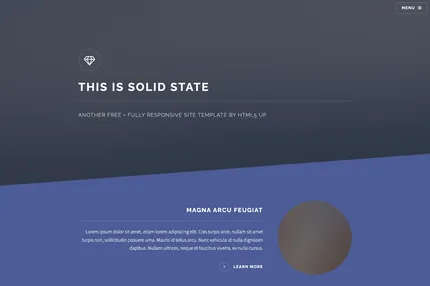 MENU
THIS IS SOLID STATE
ANOTHER FREE + FULLY RESPONSIVE SITE TEMPLATE BY HTML5 UP
MAGNA ARCU FEUGIAT
Lorem ipsum dolor sit amet, etiam lorem adipiscing elit. Cras turpis ante, nullam sit amet
turpis non, sollicitudin posuere urna. Mauris id tellus arcu. Nunc vehicula id nulla dignissim
dapibus. Nullam ultrices, neque et faucibus viverra, ex nulla cursus.
LEARN MORE